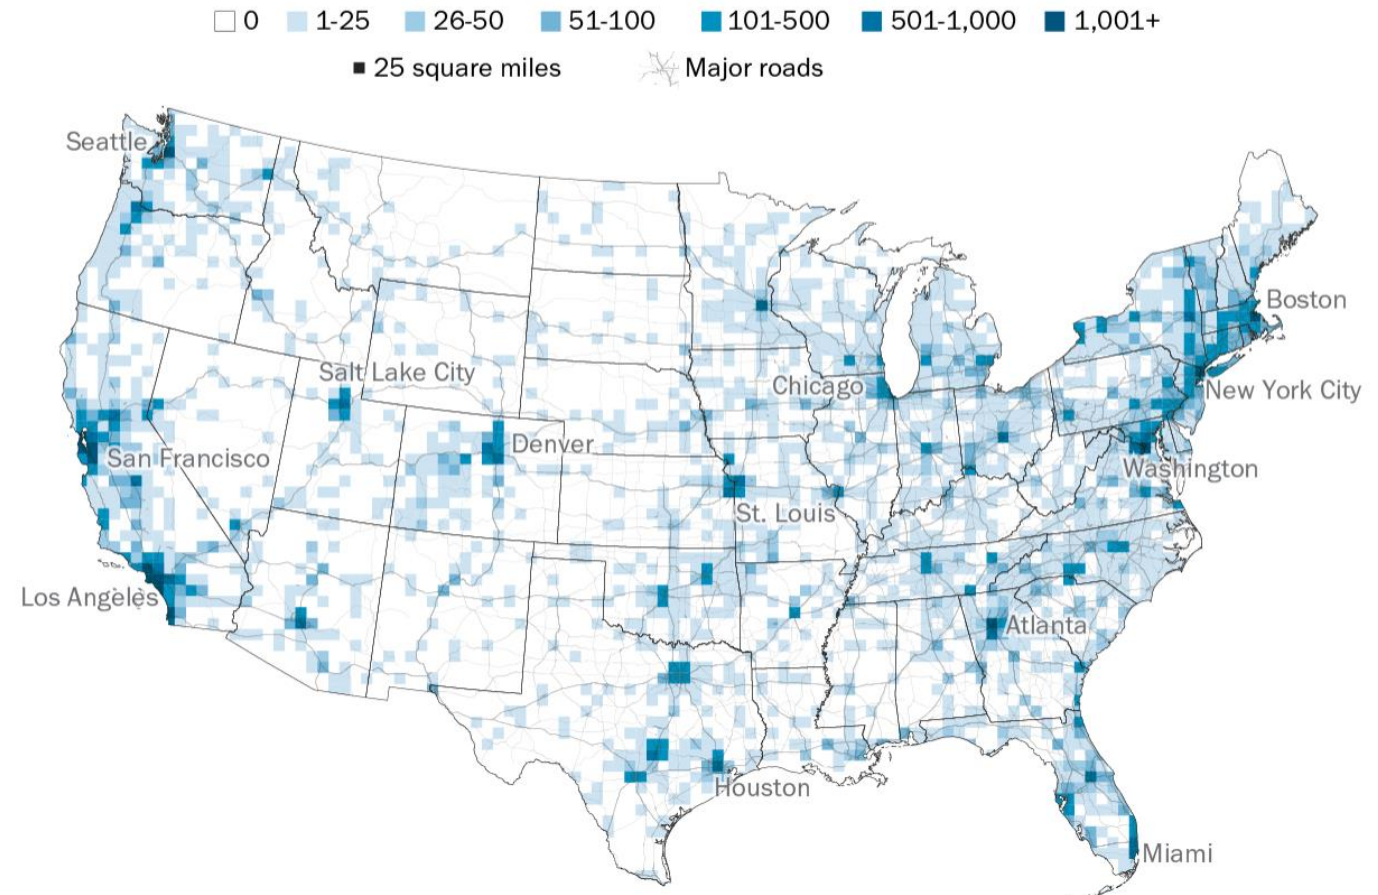 0 1-25 26-50 51-100 101-500 501-1,000 1,001+
25 square miles Major roads
Seattle
Boston
Salt Lake City
Chicago
New York City
Denver
San Francisco
Washington
St. Louis
Los Angeles
Atlanta
Houston
Miami